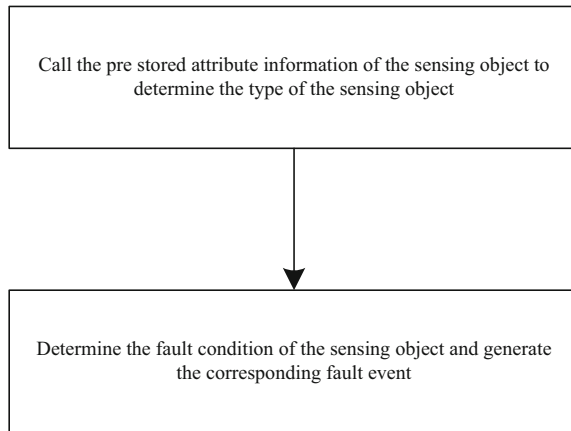 Call the pre stored attribute information of the sensing object to
determine the type of the sensing object
Determine the fault condition of the sensing object and generate
the corresponding fault event